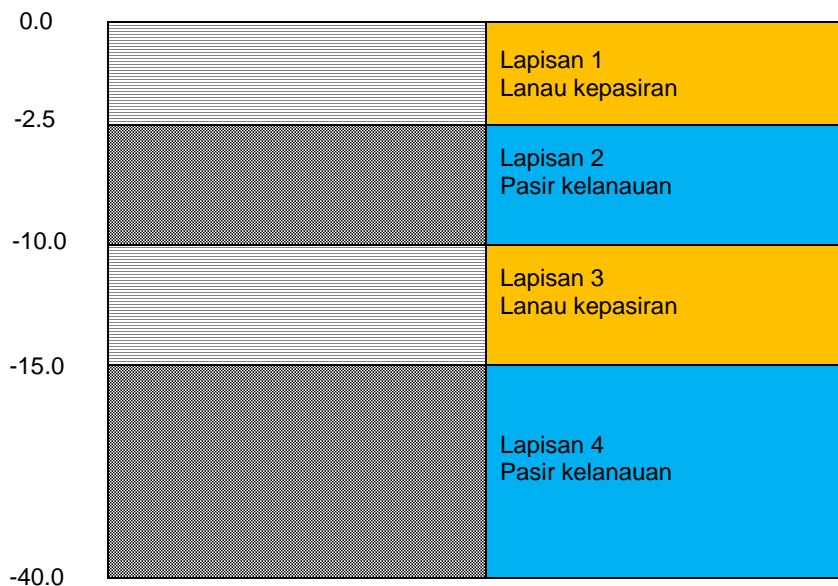 0.0
Lapisan 1
Lanau kepasiran
-2.5
Lapisan 2
Pasir kelanauan
-10.0
Lapisan 3
Lanau kepasiran
-15.0
Lapisan 4
Pasir kelanauan
-40.0